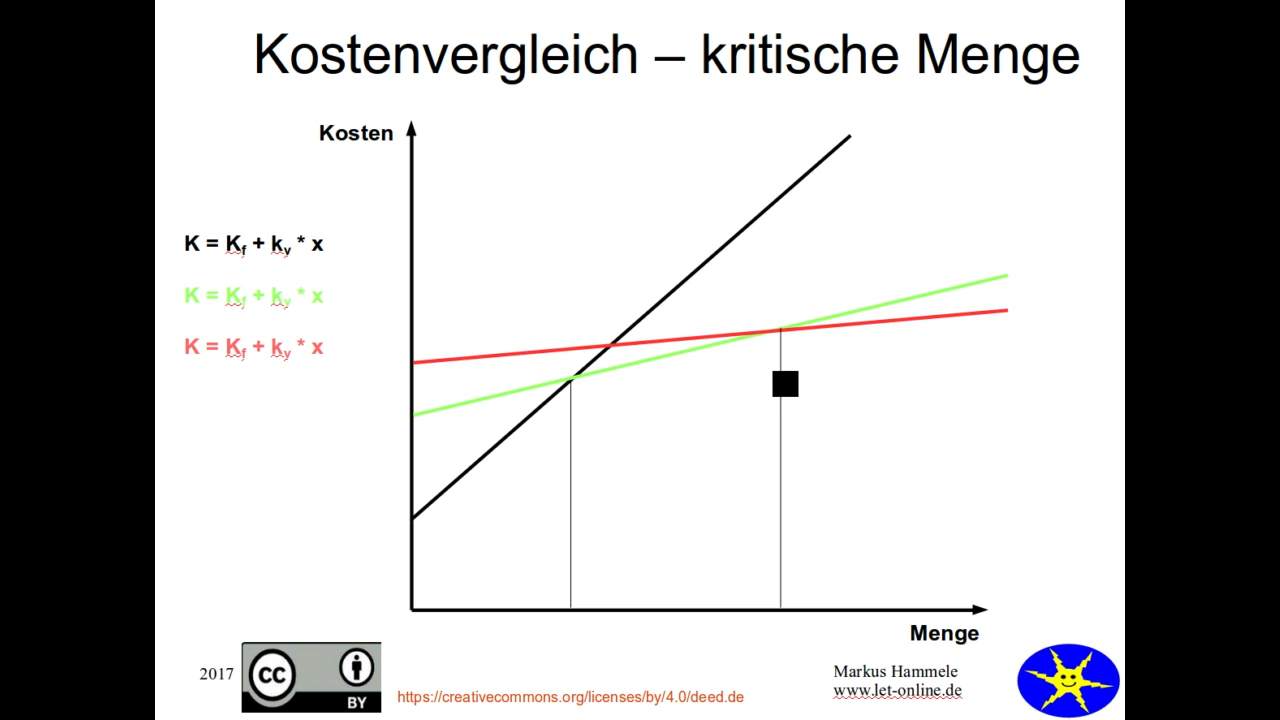 Kostenvergleich – kritische Menge
Kosten
K = Kf + kv * x
K = Kf + kv * x
K = Kf + kv * x
Menge
2017
CC
BY
https://creativecommons.org/licenses/by/4.0/deed.de
Markus Hammele
www.let-online.de